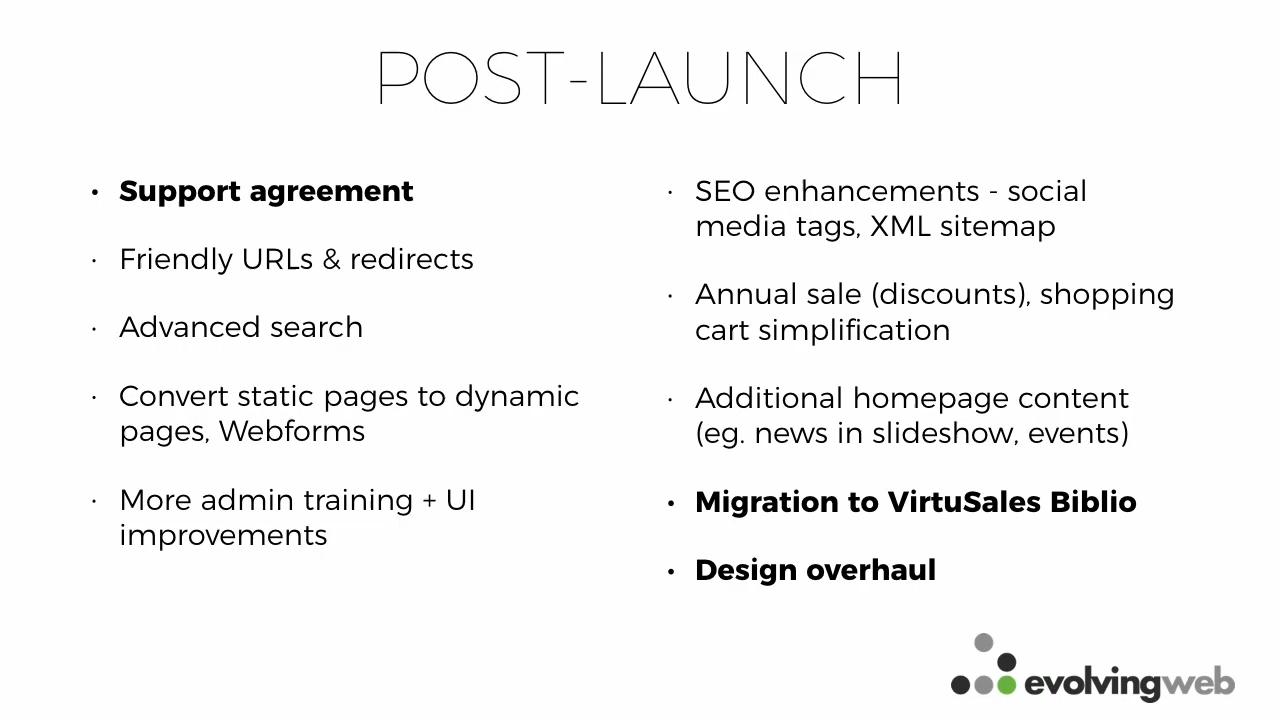 POST-LAUNCH
• Support agreement
· Friendly URLs & redirects
· Advanced search
· Convert static pages to dynamic
pages, Webforms
· More admin training + UI
improvements
· SEO enhancements - social
media tags, XML sitemap
· Annual sale (discounts), shopping
cart simplification
· Additional homepage content
(eg. news in slideshow, events)
• Migration to VirtuSales Biblio
• Design overhaul
evolvingweb